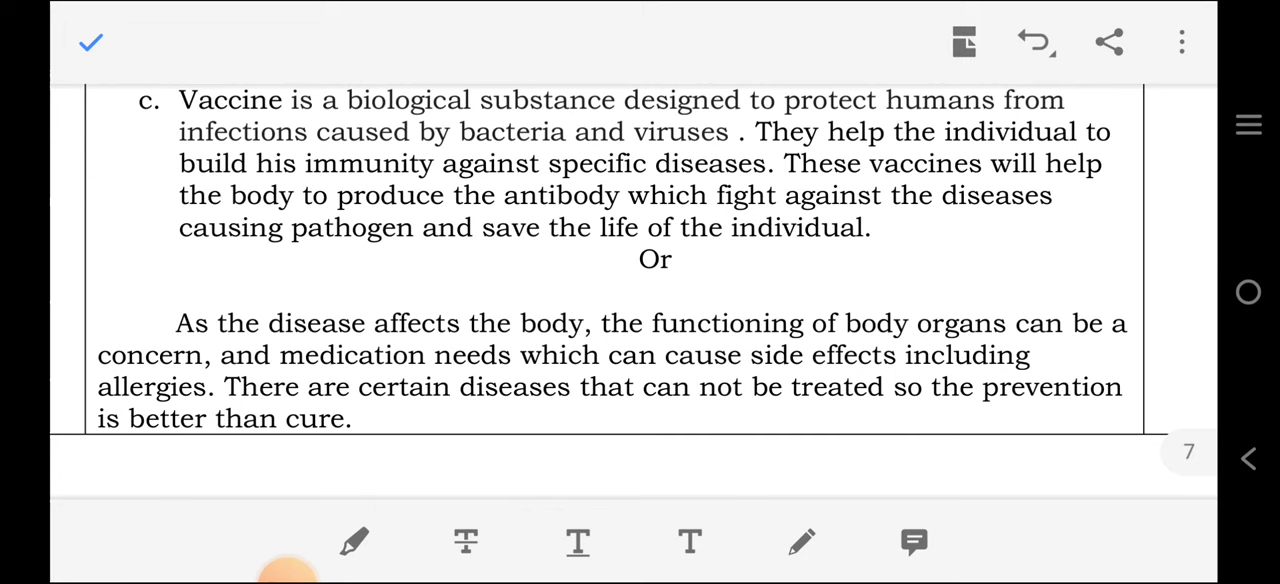 c. Vaccine is a biological substance designed to protect humans from
infections caused by bacteria and viruses . They help the individual to
build his immunity against specific diseases. These vaccines will help
the body to produce the antibody which fight against the diseases
causing pathogen and save the life of the individual.
Or
As the disease affects the body, the functioning of body organs can be a
concern, and medication needs which can cause side effects including
allergies. There are certain diseases that can not be treated so the prevention
is better than cure.
7
T T T